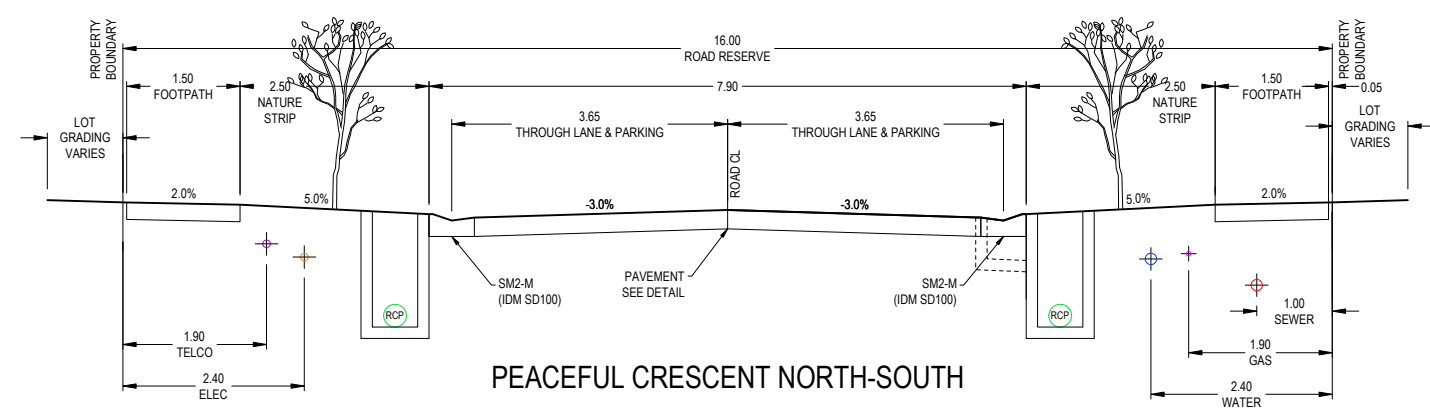 PROPERTY
BOUNDARY
16.00
ROAD RESERVE
PROPERTY
BOUNDARY
1.50
FOOTPATH
2.50
NATURE
STRIP
7.90
2.50
NATURE
STRIP
1.50
FOOTPATH
0.05
LOT
GRADING
VARIES
3.65
THROUGH LANE & PARKING
3.65
THROUGH LANE & PARKING
LOT
GRADING
VARIES
ROAD CL
2.0%
5.0%
-3.0%
-3.0%
5.0%
2.0%
SM2-M
(IDM SD100)
PAVEMENT
SEE DETAIL
SM2-M
(IDM SD100)
RCP
RCP
1.00
SEWER
1.90
TELCO
1.90
GAS
2.40
ELEC
2.40
WATER
PEACEFUL CRESCENT NORTH-SOUTH